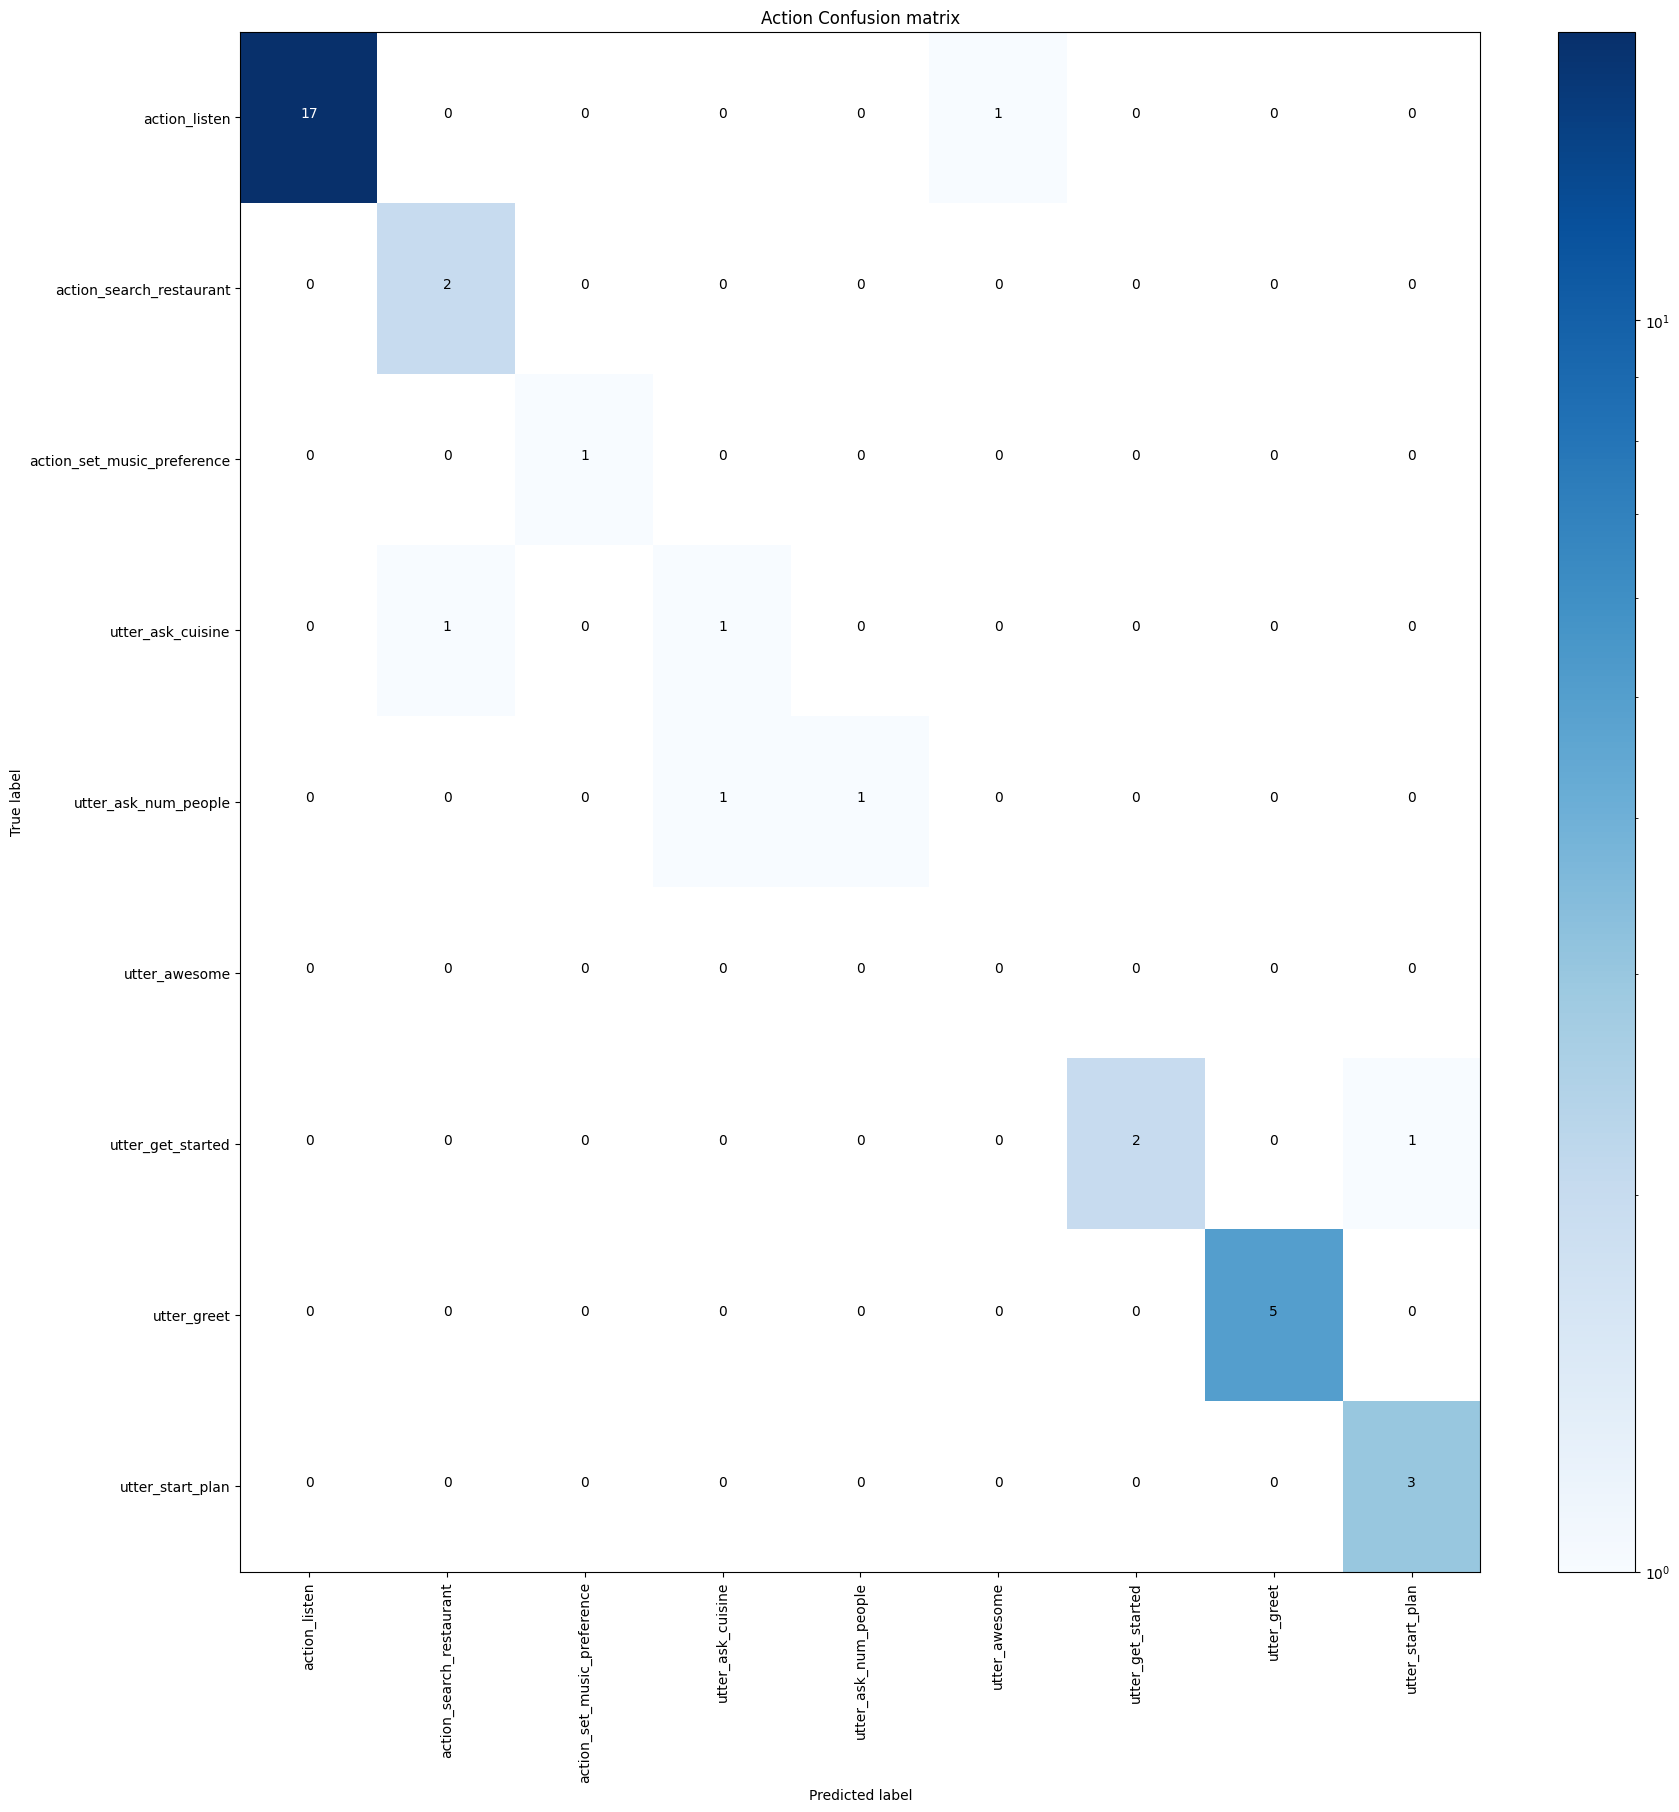 Action Confusion matrix
action_listen 17 0 0 0 0 1 0 0 0
action_search_restaurant 0 2 0 0 0 0 0 0 0
action_set_music_preference 0 0 1 0 0 0 0 0 0
utter_ask_cuisine 0 1 0 1 0 0 0 0 0
utter_ask_num_people 0 0 0 1 1 0 0 0 0
utter_awesome 0 0 0 0 0 0 0 0 0
utter_get_started 0 0 0 0 0 0 2 0 1
utter_greet 0 0 0 0 0 0 0 5 0
utter_start_plan 0 0 0 0 0 0 0 0 3
True label
action_listen
action_search_restaurant
action_set_music_preference
utter_ask_cuisine
utter_ask_num_people
utter_awesome
utter_get_started
utter_greet
utter_start_plan
Predicted label
10¹
10⁰